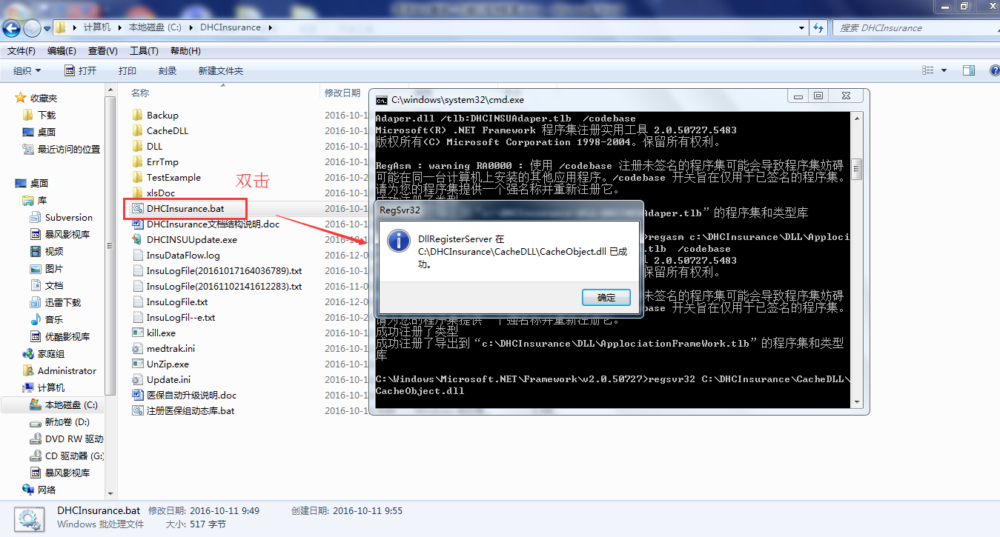 计算机 ▸ 本地磁盘 (C:) ▸ DHCInsurance ▸
搜索 DHCInsurance
文件(F) 编辑(E) 查看(V) 工具(T) 帮助(H)
组织 打开 打印 刻录 新建文件夹
收藏夹
下载
桌面
最近访问的位置
桌面
库
Subversion
暴风影视库
视频
图片
文档
迅雷下载
音乐
优酷影视库
家庭组
Administrator
计算机
本地磁盘 (C:)
新加卷 (D:)
DVD RW 驱动
CD 驱动器 (G:)
暴风影视库
网络
名称 修改日期
Backup 2016-10-1
CacheDLL 2016-10-1
DLL 2016-10-1
ErrTmp 2016-10-1
TestExample 2016-10-2
xlsDoc 2016-10-1
DHCInsurance.bat 2016-10-1
DHCInsurance文档结构说明.doc 2016-10-1
DHCINSUUpdate.exe 2016-10-1
InsuDataFlow.log 2016-12-0
InsuLogFile(20161017164036789).txt 2016-10-1
InsuLogFile(20161102141612283).txt 2016-11-0
InsuLogFile.txt 2016-12-0
InsuLogFil--e.txt 2016-10-1
kill.exe 2016-10-1
medtrak.ini 2016-10-1
UnZip.exe 2016-10-1
Update.ini 2016-10-1
医保自动升级说明.doc 2016-10-1
注册医保组动态库.bat 2016-10-1
双击
C:\windows\system32\cmd.exe
Adaper.dll /tlb:DHCINSUAdaper.tlb /codebase
Microsoft(R) .NET Framework 程序集注册实用工具 2.0.50727.5483
版权所有(C) Microsoft Corporation 1998-2004。保留所有权利。
RegAsm : warning RA0000 : 使用 /codebase 注册未签名的程序集可能会导致程序集妨碍
可能在同一台计算机上安装的其他应用程序。/codebase 开关旨在仅用于已签名的程序集。
请为您的程序集提供一个强名称并重新注册它。
成功注册了类型
Adaper.tlb”的程序集和类型库
>regasm c:\DHCInsurance\DLL\Aploci
.tlb /codebase
2.0.50727.5483
保留所有权利。
未签名的程序集可能会导致程序集妨碍
base 开关旨在仅用于已签名的程序集。
请为您的程序集提供一个强名称并重新注册它。
成功注册了类型
成功注册了导出到“c:\DHCInsurance\DLL\ApplociationFrameWork.tlb”的程序集和类型
库
C:\Windows\Microsoft.NET\Framework\v2.0.50727>regsvr32 C:\DHCInsurance\CacheDLL\
CacheObject.dll
RegSvr32
DllRegisterServer 在
C:\DHCInsurance\CacheDLL\CacheObject.dll 已成
功。
确定
DHCInsurance.bat 修改日期: 2016-10-11 9:49 创建日期: 2016-10-11 9:55
Windows 批处理文件 大小: 517 字节